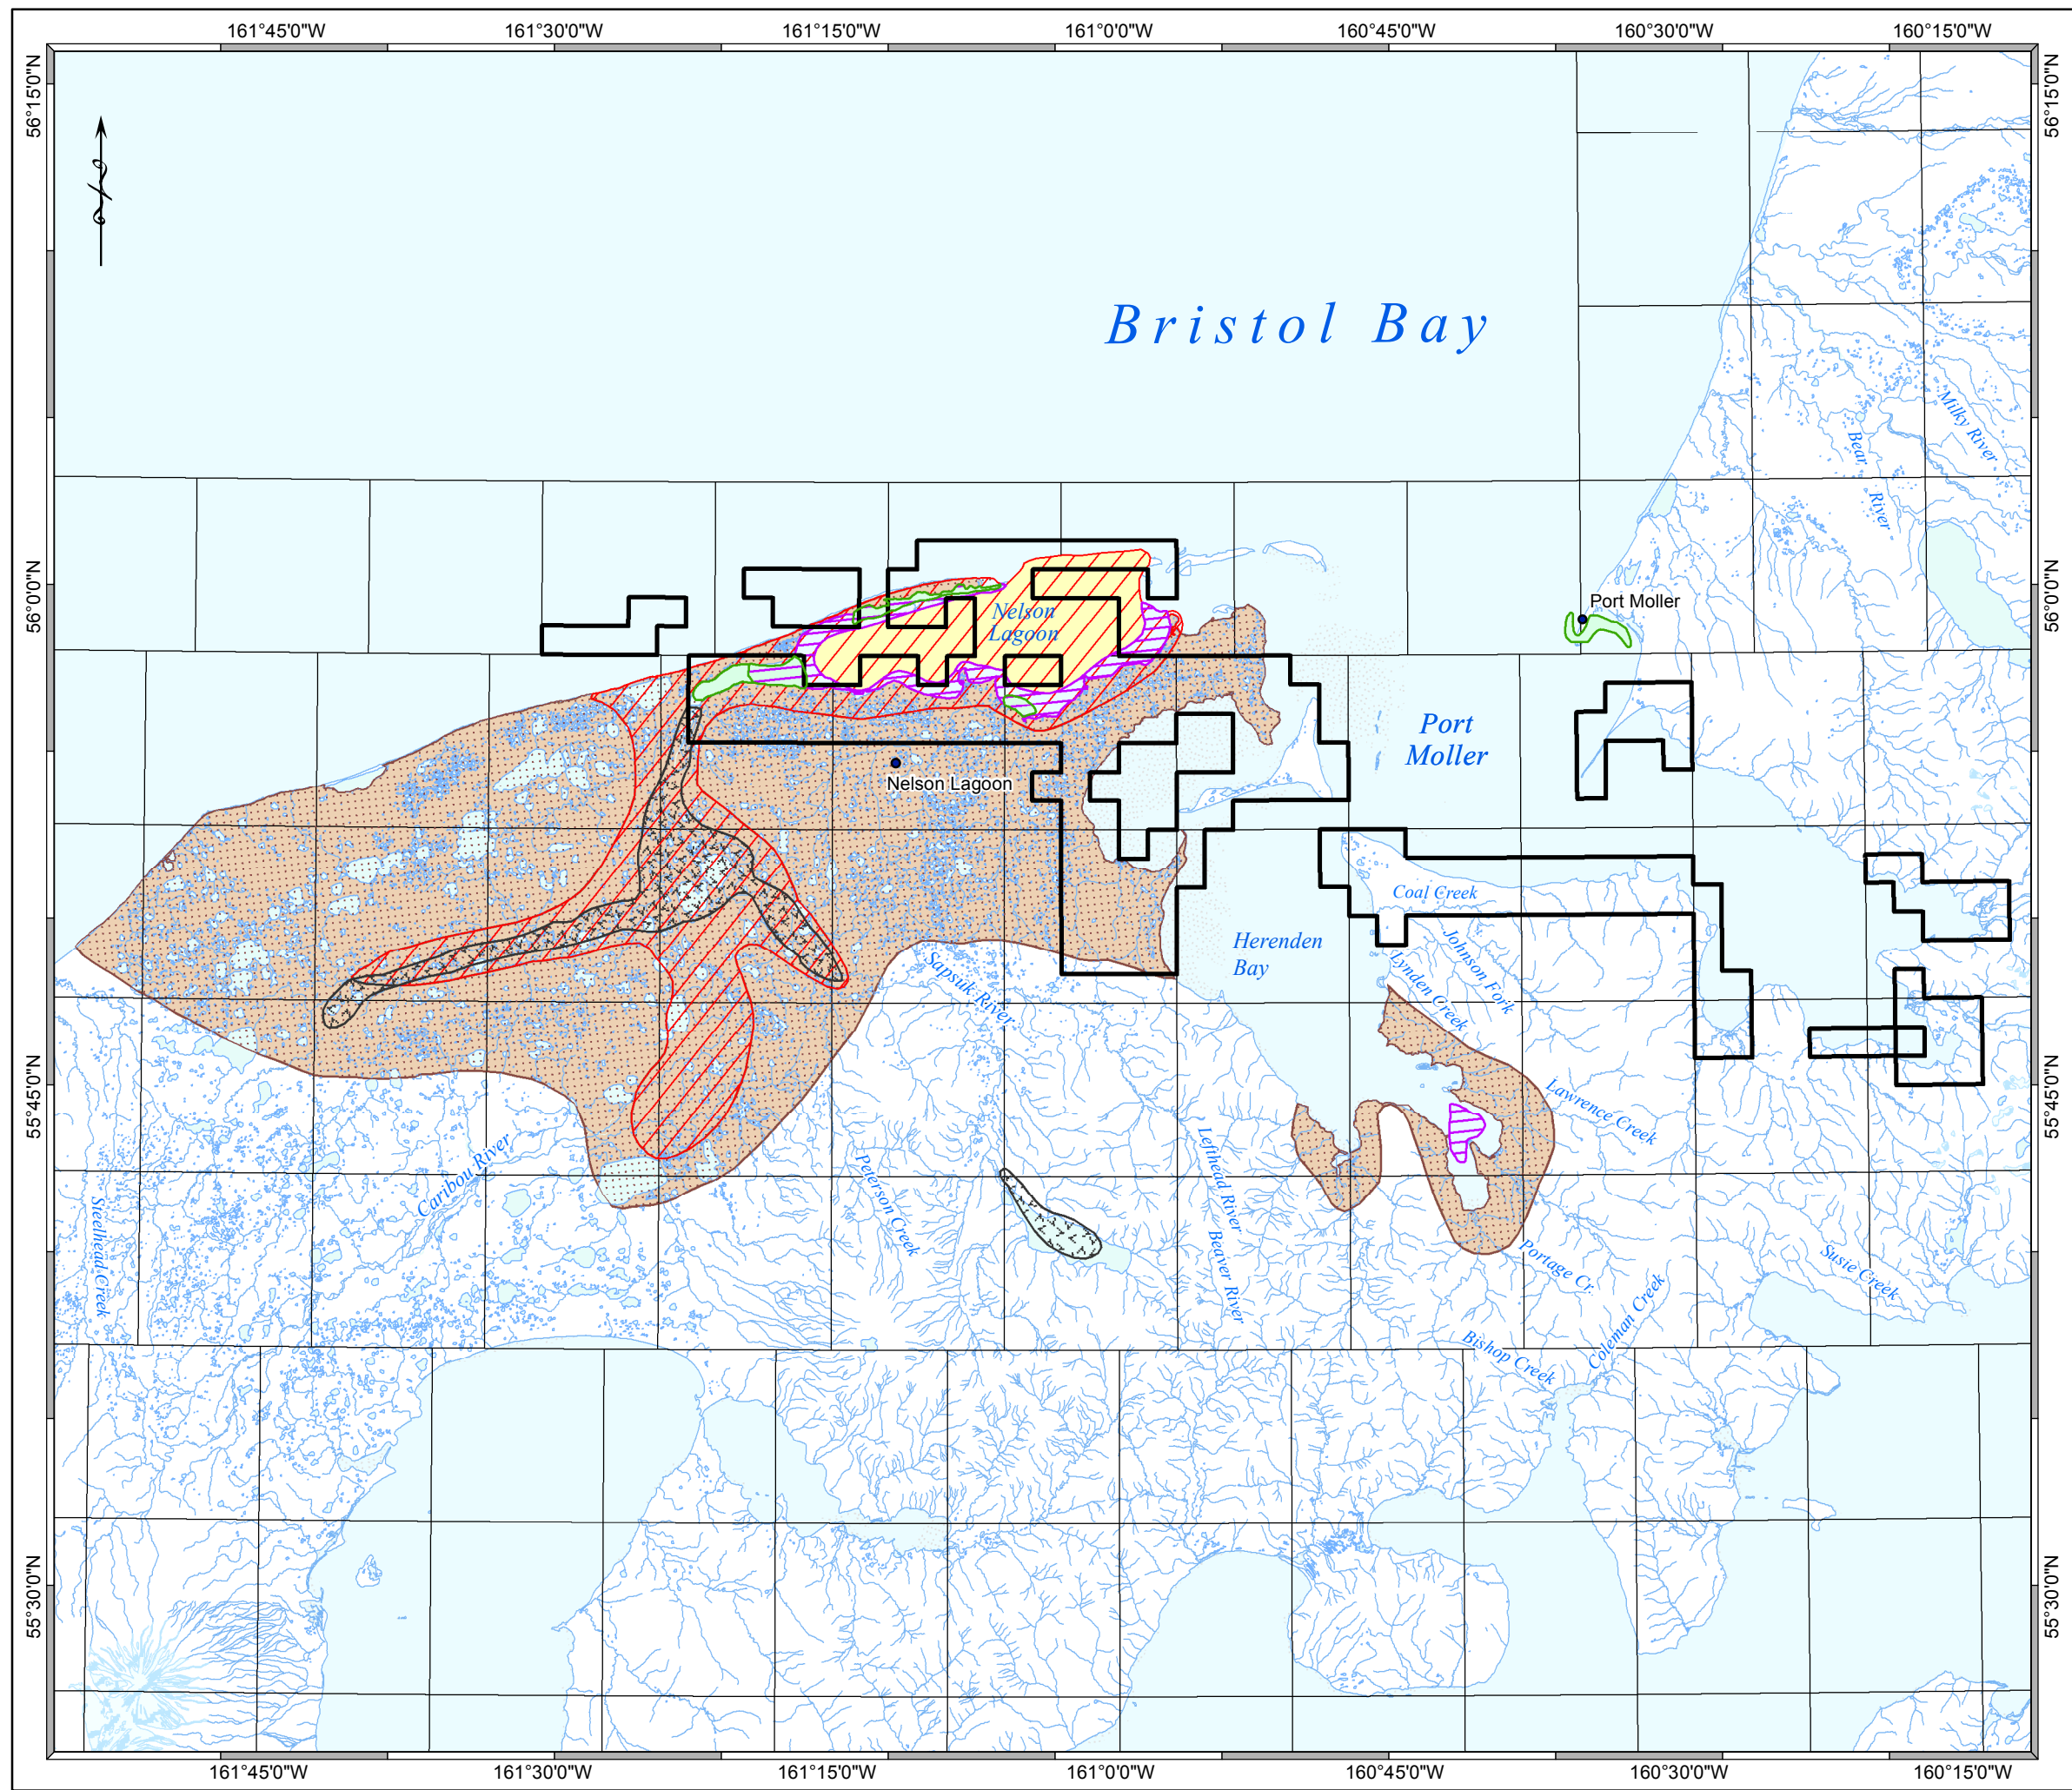 161°45'0"W 161°30'0"W 161°15'0"W 161°0'0"W 160°45'0"W 160°30'0"W 160°15'0"W
56°15'0"N
56°15'0"N
Bristol Bay
Milky River
Bear
River
56°0'0"N
56°0'0"N
Port Moller
Nelson
Lagoon
Port
Moller
Nelson Lagoon
Coal Creek
Herenden
Bay
Johnson Fork
Lynden Creek
Sapsuk River
55°45'0"N
55°45'0"N
Lawrence Creek
Caribou River
Steelhead Creek
Peterson Creek
Lefthead River
Beaver River
Portage Cr.
Susie Creek
Coleman Creek
Bishop Creek
55°30'0"N
55°30'0"N
161°45'0"W 161°30'0"W 161°15'0"W 161°0'0"W 160°45'0"W 160°30'0"W 160°15'0"W